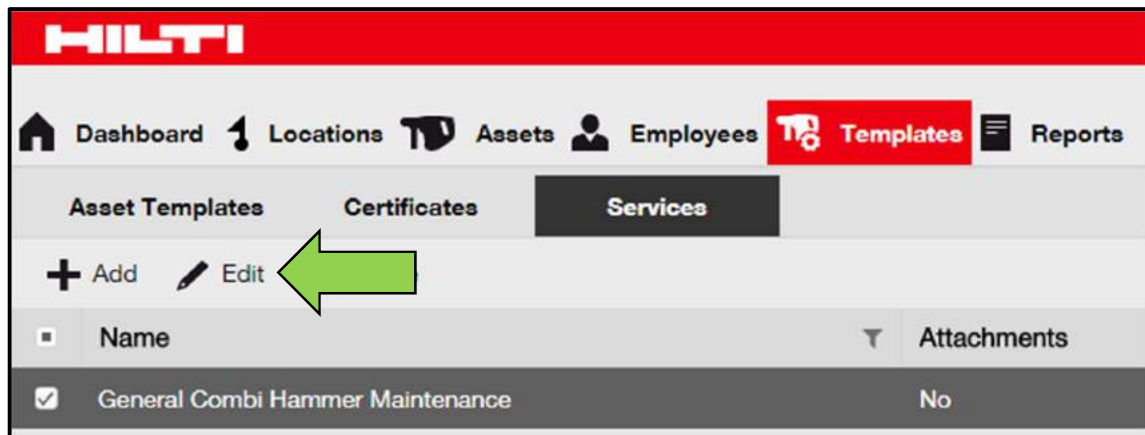 HILTI
Dashboard Locations Assets Employees Templates Reports
Asset Templates Certificates Services
Add Edit
Name Attachments
General Combi Hammer Maintenance No